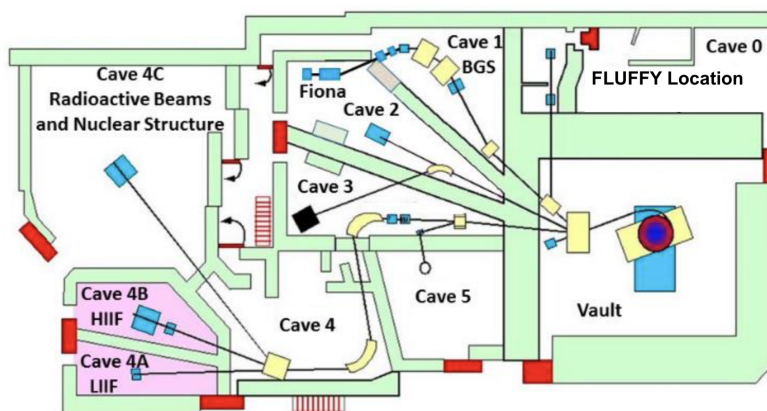 Cave 4C
Radioactive Beams
and Nuclear Structure
Cave 1
BGS
Cave 0
FLUFFY Location
Fiona
Cave 2
Cave 3
Cave 4B
HIIF
Cave 4A
LIIF
Cave 4
Cave 5
Vault